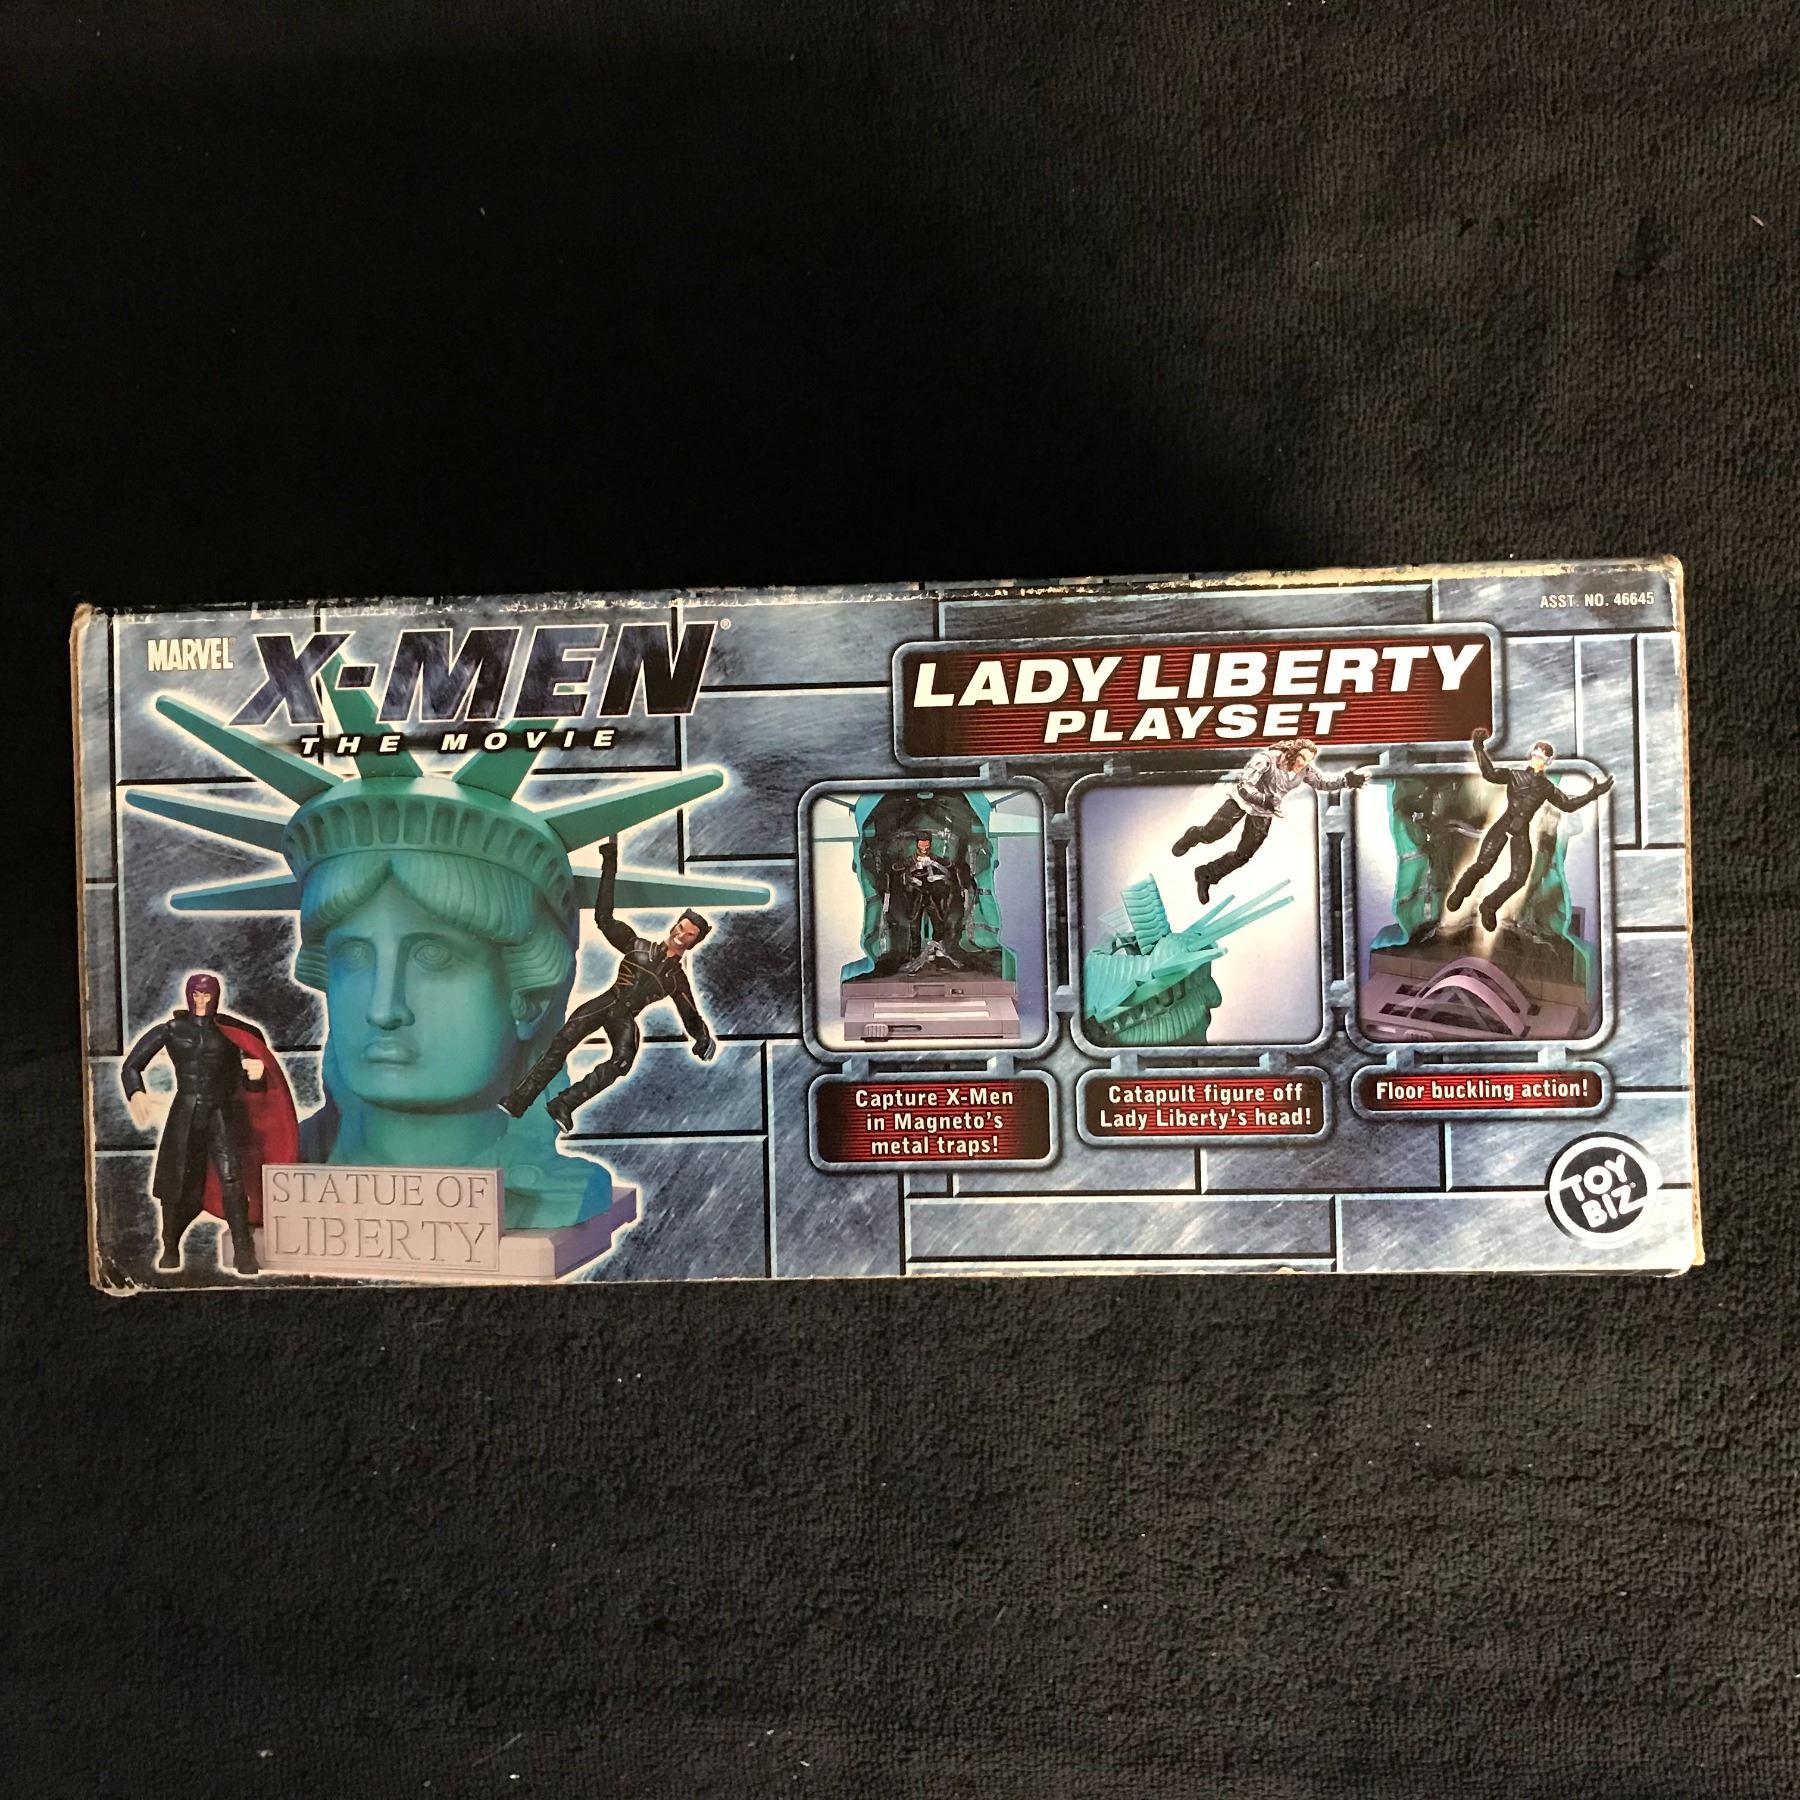 ASST. NO. 46645
MARVEL
X-MEN®
THE MOVIE
LADY LIBERTY
PLAYSET
STATUE OF
LIBERTY
Capture X-Men
in Magneto's
metal traps!
Catapult figure off
Lady Liberty's head!
Floor buckling action!
TOY
BIZ